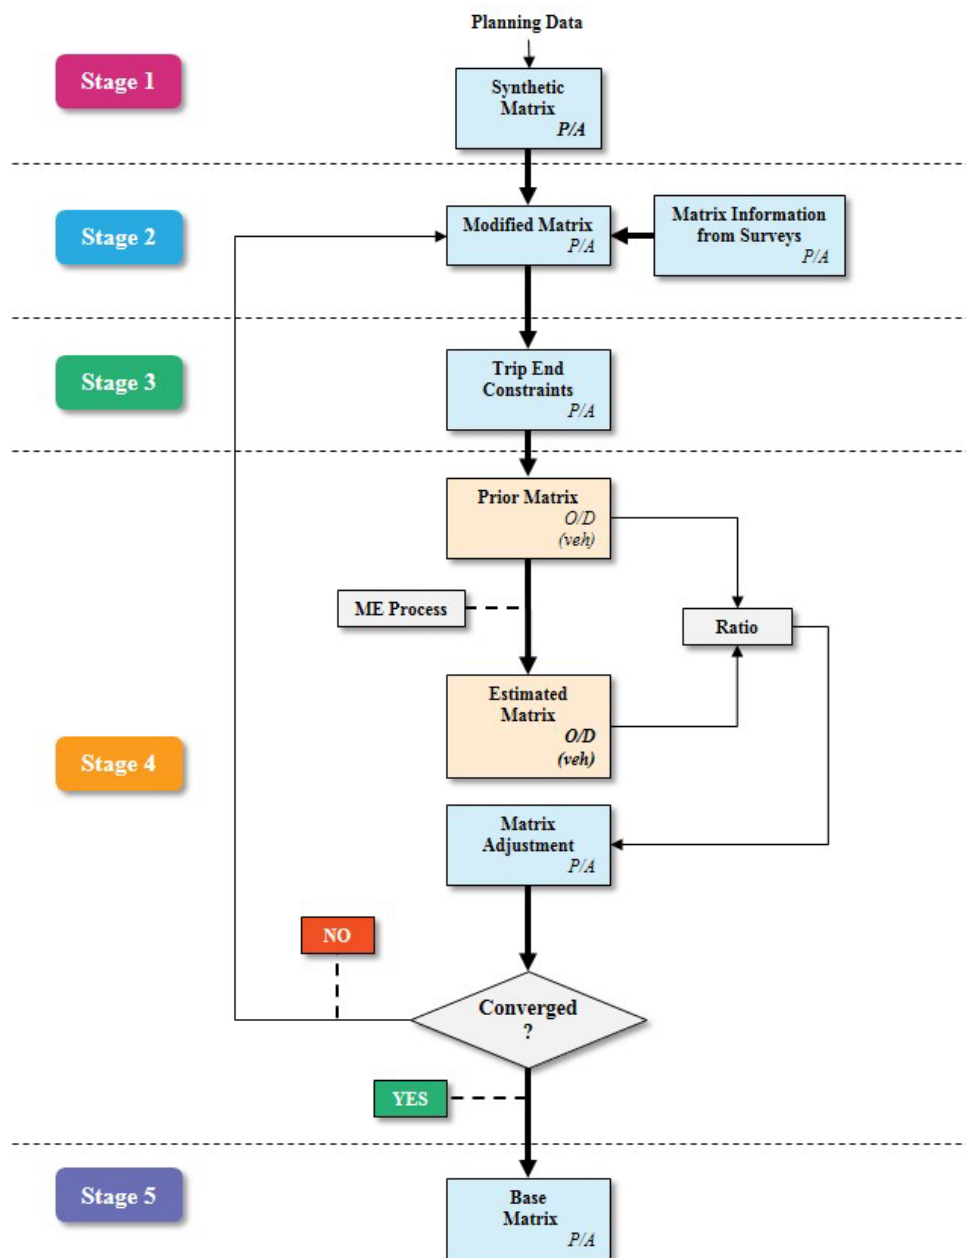 Planning Data
Stage 1
Synthetic
Matrix
P/A
Stage 2
Modified Matrix
P/A
Matrix Information
from Surveys
P/A
Stage 3
Trip End
Constraints
P/A
Prior Matrix
O/D
(veh)
ME Process
Ratio
Estimated
Matrix
O/D
(veh)
Stage 4
Matrix
Adjustment
P/A
NO
Converged
?
YES
Stage 5
Base
Matrix
P/A